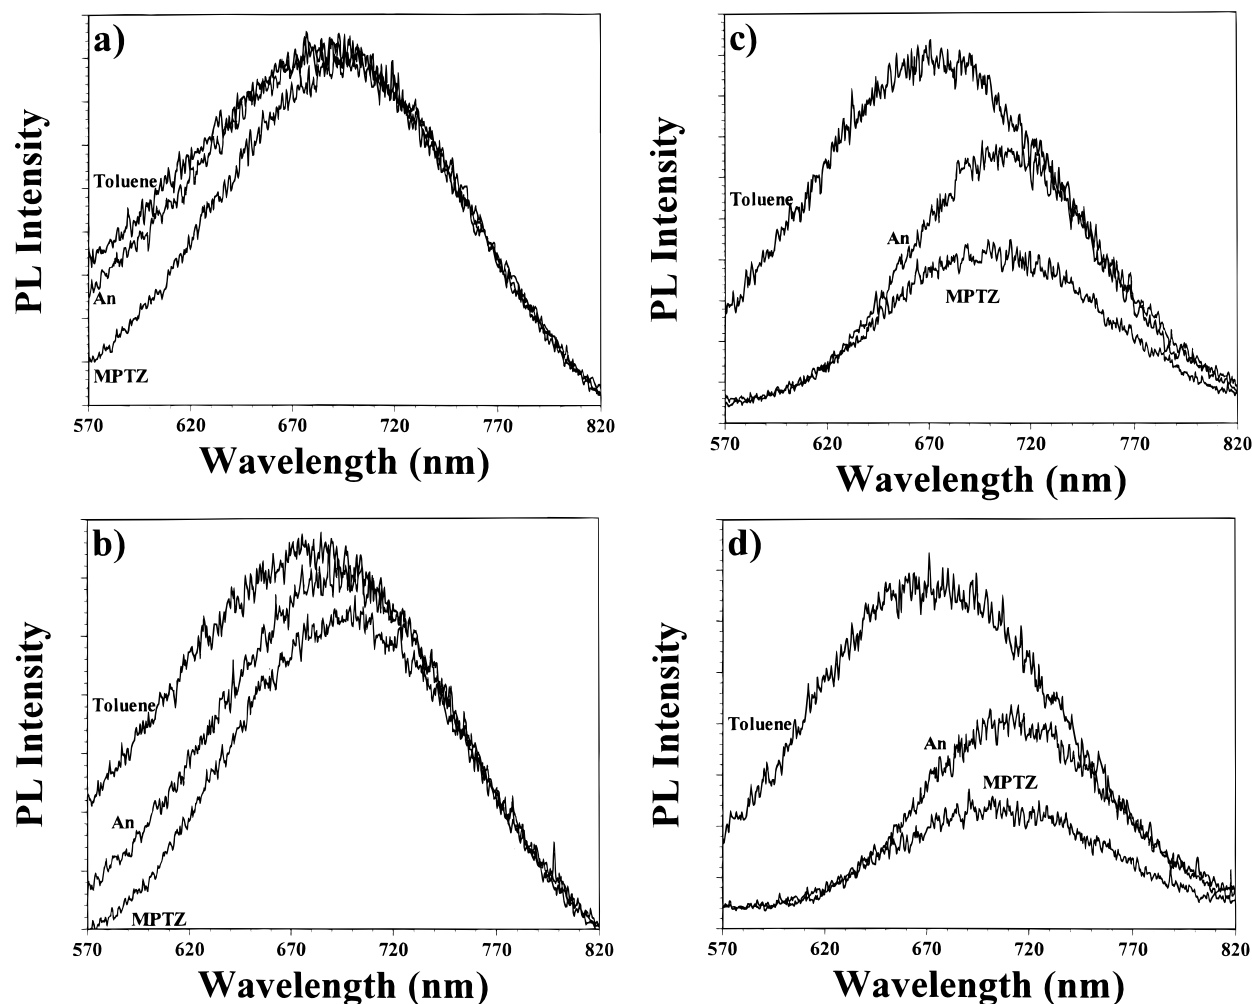 a)
PL Intensity
Toluene
An
MPTZ
570 620 670 720 770 820
Wavelength (nm)
c)
PL Intensity
Toluene
An
MPTZ
570 620 670 720 770 820
Wavelength (nm)
b)
PL Intensity
Toluene
An
MPTZ
570 620 670 720 770 820
Wavelength (nm)
d)
PL Intensity
Toluene
An
MPTZ
570 620 670 720 770 820
Wavelength (nm)